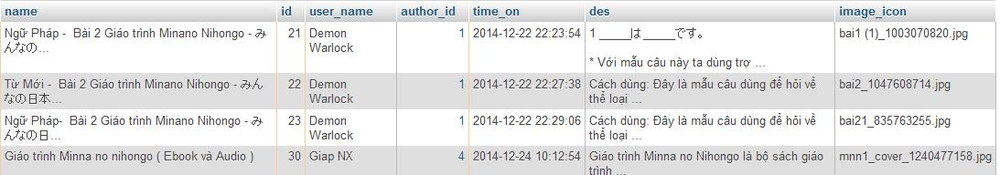 name id user_name author_id time_on des image_icon
Ngữ Pháp - Bài 2 Giáo trình Minano Nihongo - み 21 Demon 1 2014-12-22 22:23:54 1 _____は _____です。 bai1 (1)_1003070820.jpg
んなの… Warlock
* Với mẫu câu này ta dùng trợ …
Từ Mới - Bài 2 Giáo trình Minano Nihongo - みん 22 Demon 1 2014-12-22 22:27:38 Cách dùng: Đây là mẫu câu dùng để hỏi về bai2_1047608714.jpg
なの日本… Warlock thể loại …
Ngữ Pháp- Bài 2 Giáo trình Minano Nihongo - み 23 Demon 1 2014-12-22 22:29:06 Cách dùng: Đây là mẫu câu dùng để hỏi về bai21_835763255.jpg
んなの日… Warlock thể loại …
Giáo trình Minna no nihongo ( Ebook và Audio ) 30 Giap NX 4 2014-12-24 10:12:54 Giáo trình Minna no Nihongo là bộ sách giáo mnn1_cover_1240477158.jpg
trình …